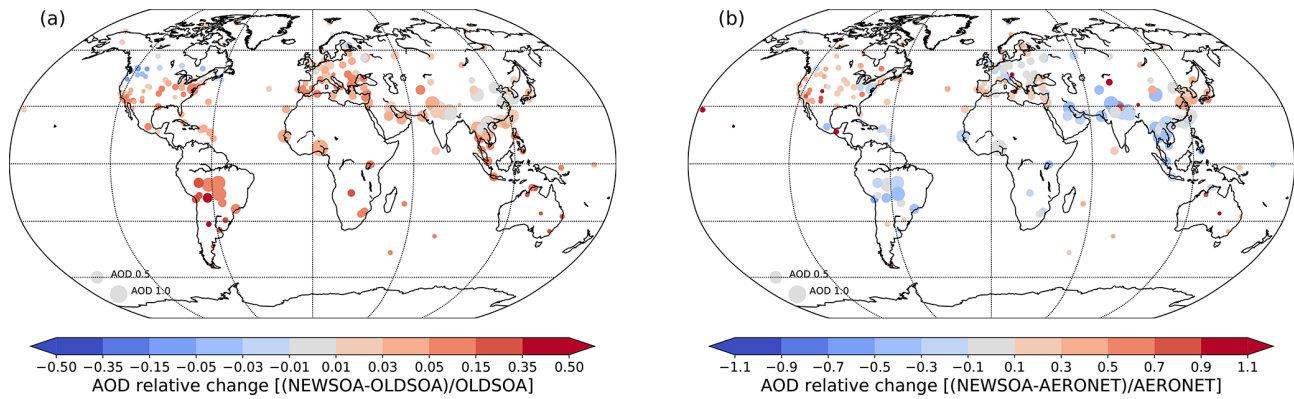 (a)
AOD 0.5
AOD 1.0
−0.50 −0.35 −0.15 −0.05 −0.03 −0.01 0.01 0.03 0.05 0.15 0.35 0.50
AOD relative change [(NEWSOA-OLDSOA)/OLDSOA]
(b)
AOD 0.5
AOD 1.0
−1.1 −0.9 −0.7 −0.5 −0.3 −0.1 0.1 0.3 0.5 0.7 0.9 1.1
AOD relative change [(NEWSOA-AERONET)/AERONET]